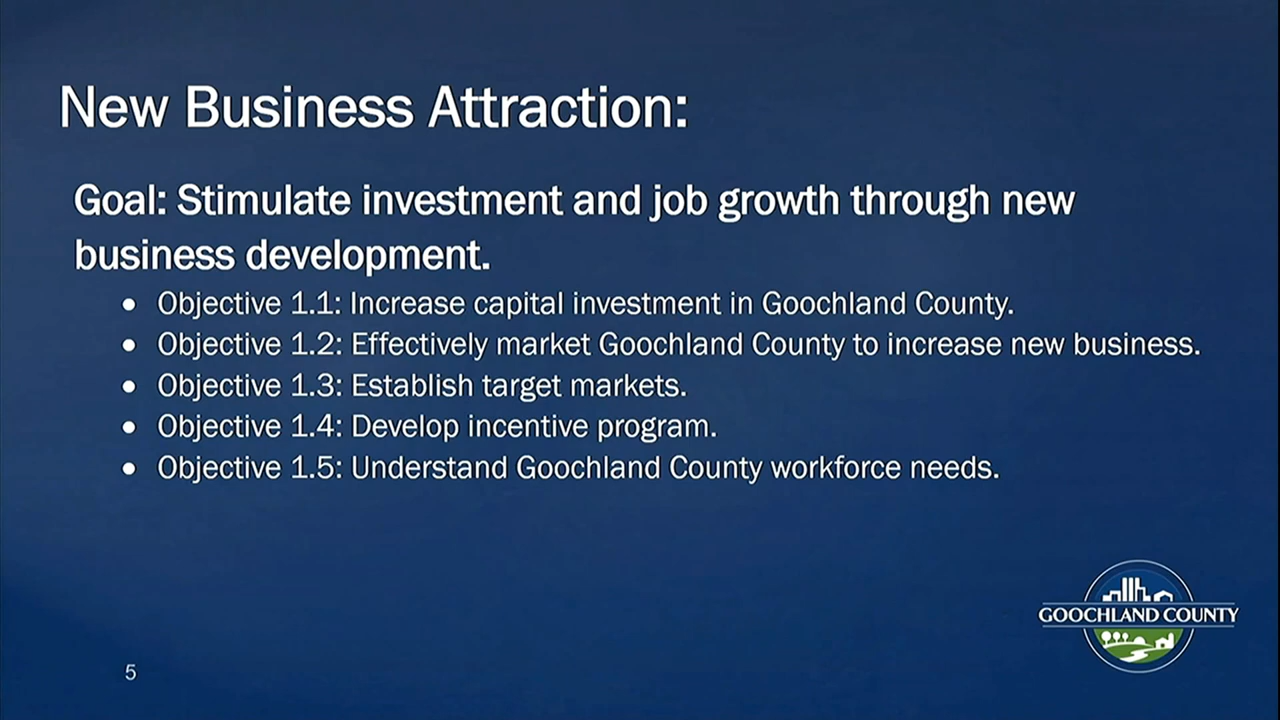 New Business Attraction:
Goal: Stimulate investment and job growth through new
business development.
• Objective 1.1: Increase capital investment in Goochland County.
• Objective 1.2: Effectively market Goochland County to increase new business.
• Objective 1.3: Establish target markets.
• Objective 1.4: Develop incentive program.
• Objective 1.5: Understand Goochland County workforce needs.
GOOCHLAND COUNTY
5